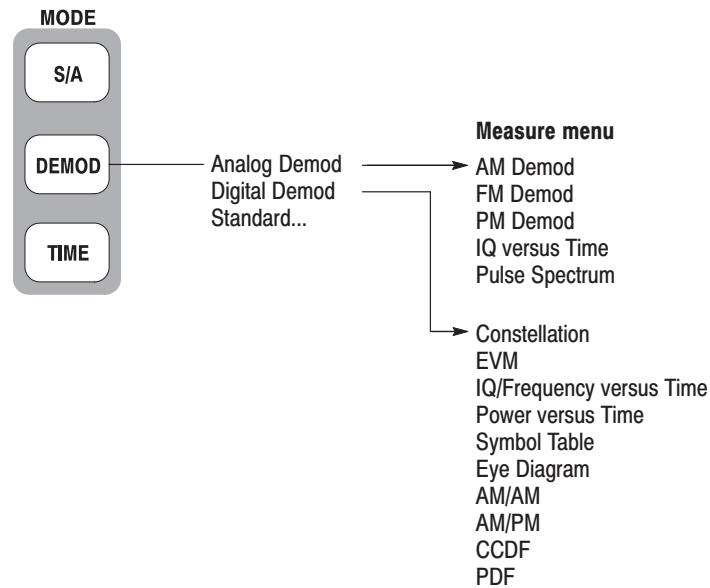 MODE
S/A
DEMOD
TIME
Analog Demod
Digital Demod
Standard...
Measure menu
AM Demod
FM Demod
PM Demod
IQ versus Time
Pulse Spectrum
Constellation
EVM
IQ/Frequency versus Time
Power versus Time
Symbol Table
Eye Diagram
AM/AM
AM/PM
CCDF
PDF